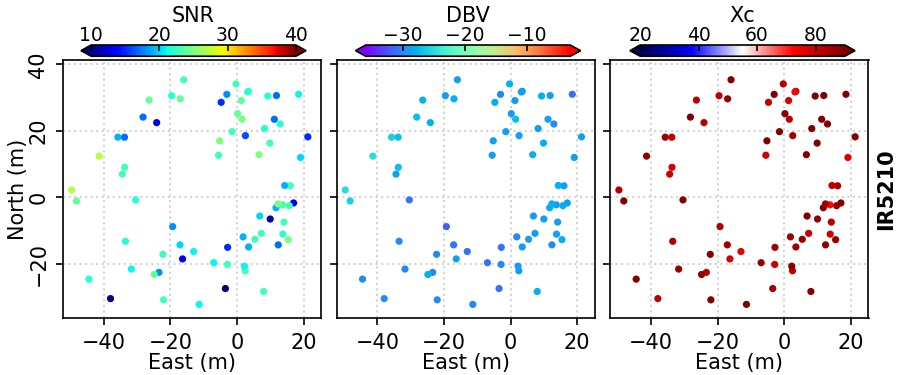 SNR DBV Xc
10 20 30 40 −30 −20 −10 20 40 60 80
40
20
0
−20
North (m)
−40 −20 0 20 −40 −20 0 20 −40 −20 0 20
East (m) East (m) East (m)
IR5210